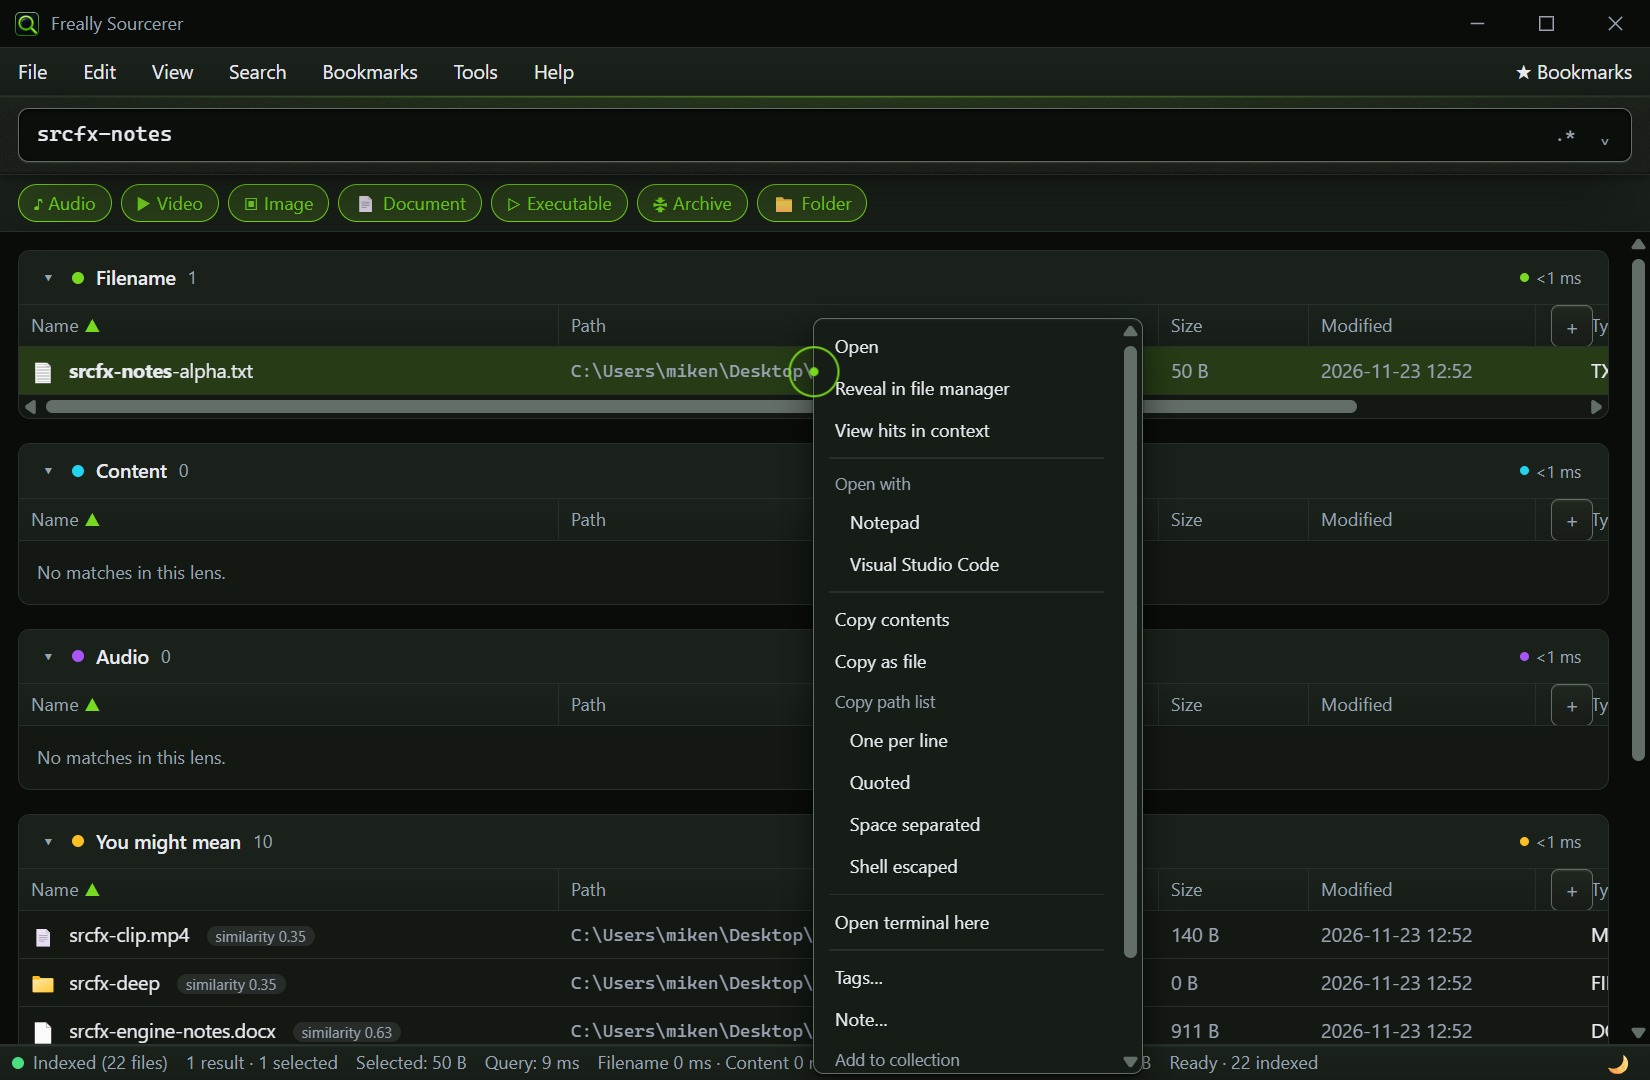 Freally Sourcerer
File Edit View Search Bookmarks Tools Help ★ Bookmarks
srcfx-notes .*
Audio Video Image Document Executable Archive Folder
Filename 1 <1 ms
Name Path Size Modified + Ty
srcfx-notes-alpha.txt C:\Users\miken\Desktop\ 50 B 2026-11-23 12:52 TX
Content 0 <1 ms
Name Path Size Modified + Ty
No matches in this lens.
Audio 0 <1 ms
Name Path Size Modified + Ty
No matches in this lens.
You might mean 10 <1 ms
Name Path Size Modified + Ty
srcfx-clip.mp4 similarity 0.35 C:\Users\miken\Desktop\ 140 B 2026-11-23 12:52 M
srcfx-deep similarity 0.35 C:\Users\miken\Desktop\ 0 B 2026-11-23 12:52 FI
srcfx-engine-notes.docx similarity 0.63 C:\Users\miken\Desktop\ 911 B 2026-11-23 12:52 DO
Open
Reveal in file manager
View hits in context
Open with
Notepad
Visual Studio Code
Copy contents
Copy as file
Copy path list
One per line
Quoted
Space separated
Shell escaped
Open terminal here
Tags...
Note...
Add to collection
Indexed (22 files) 1 result · 1 selected Selected: 50 B Query: 9 ms Filename 0 ms · Content 0 B Ready · 22 indexed